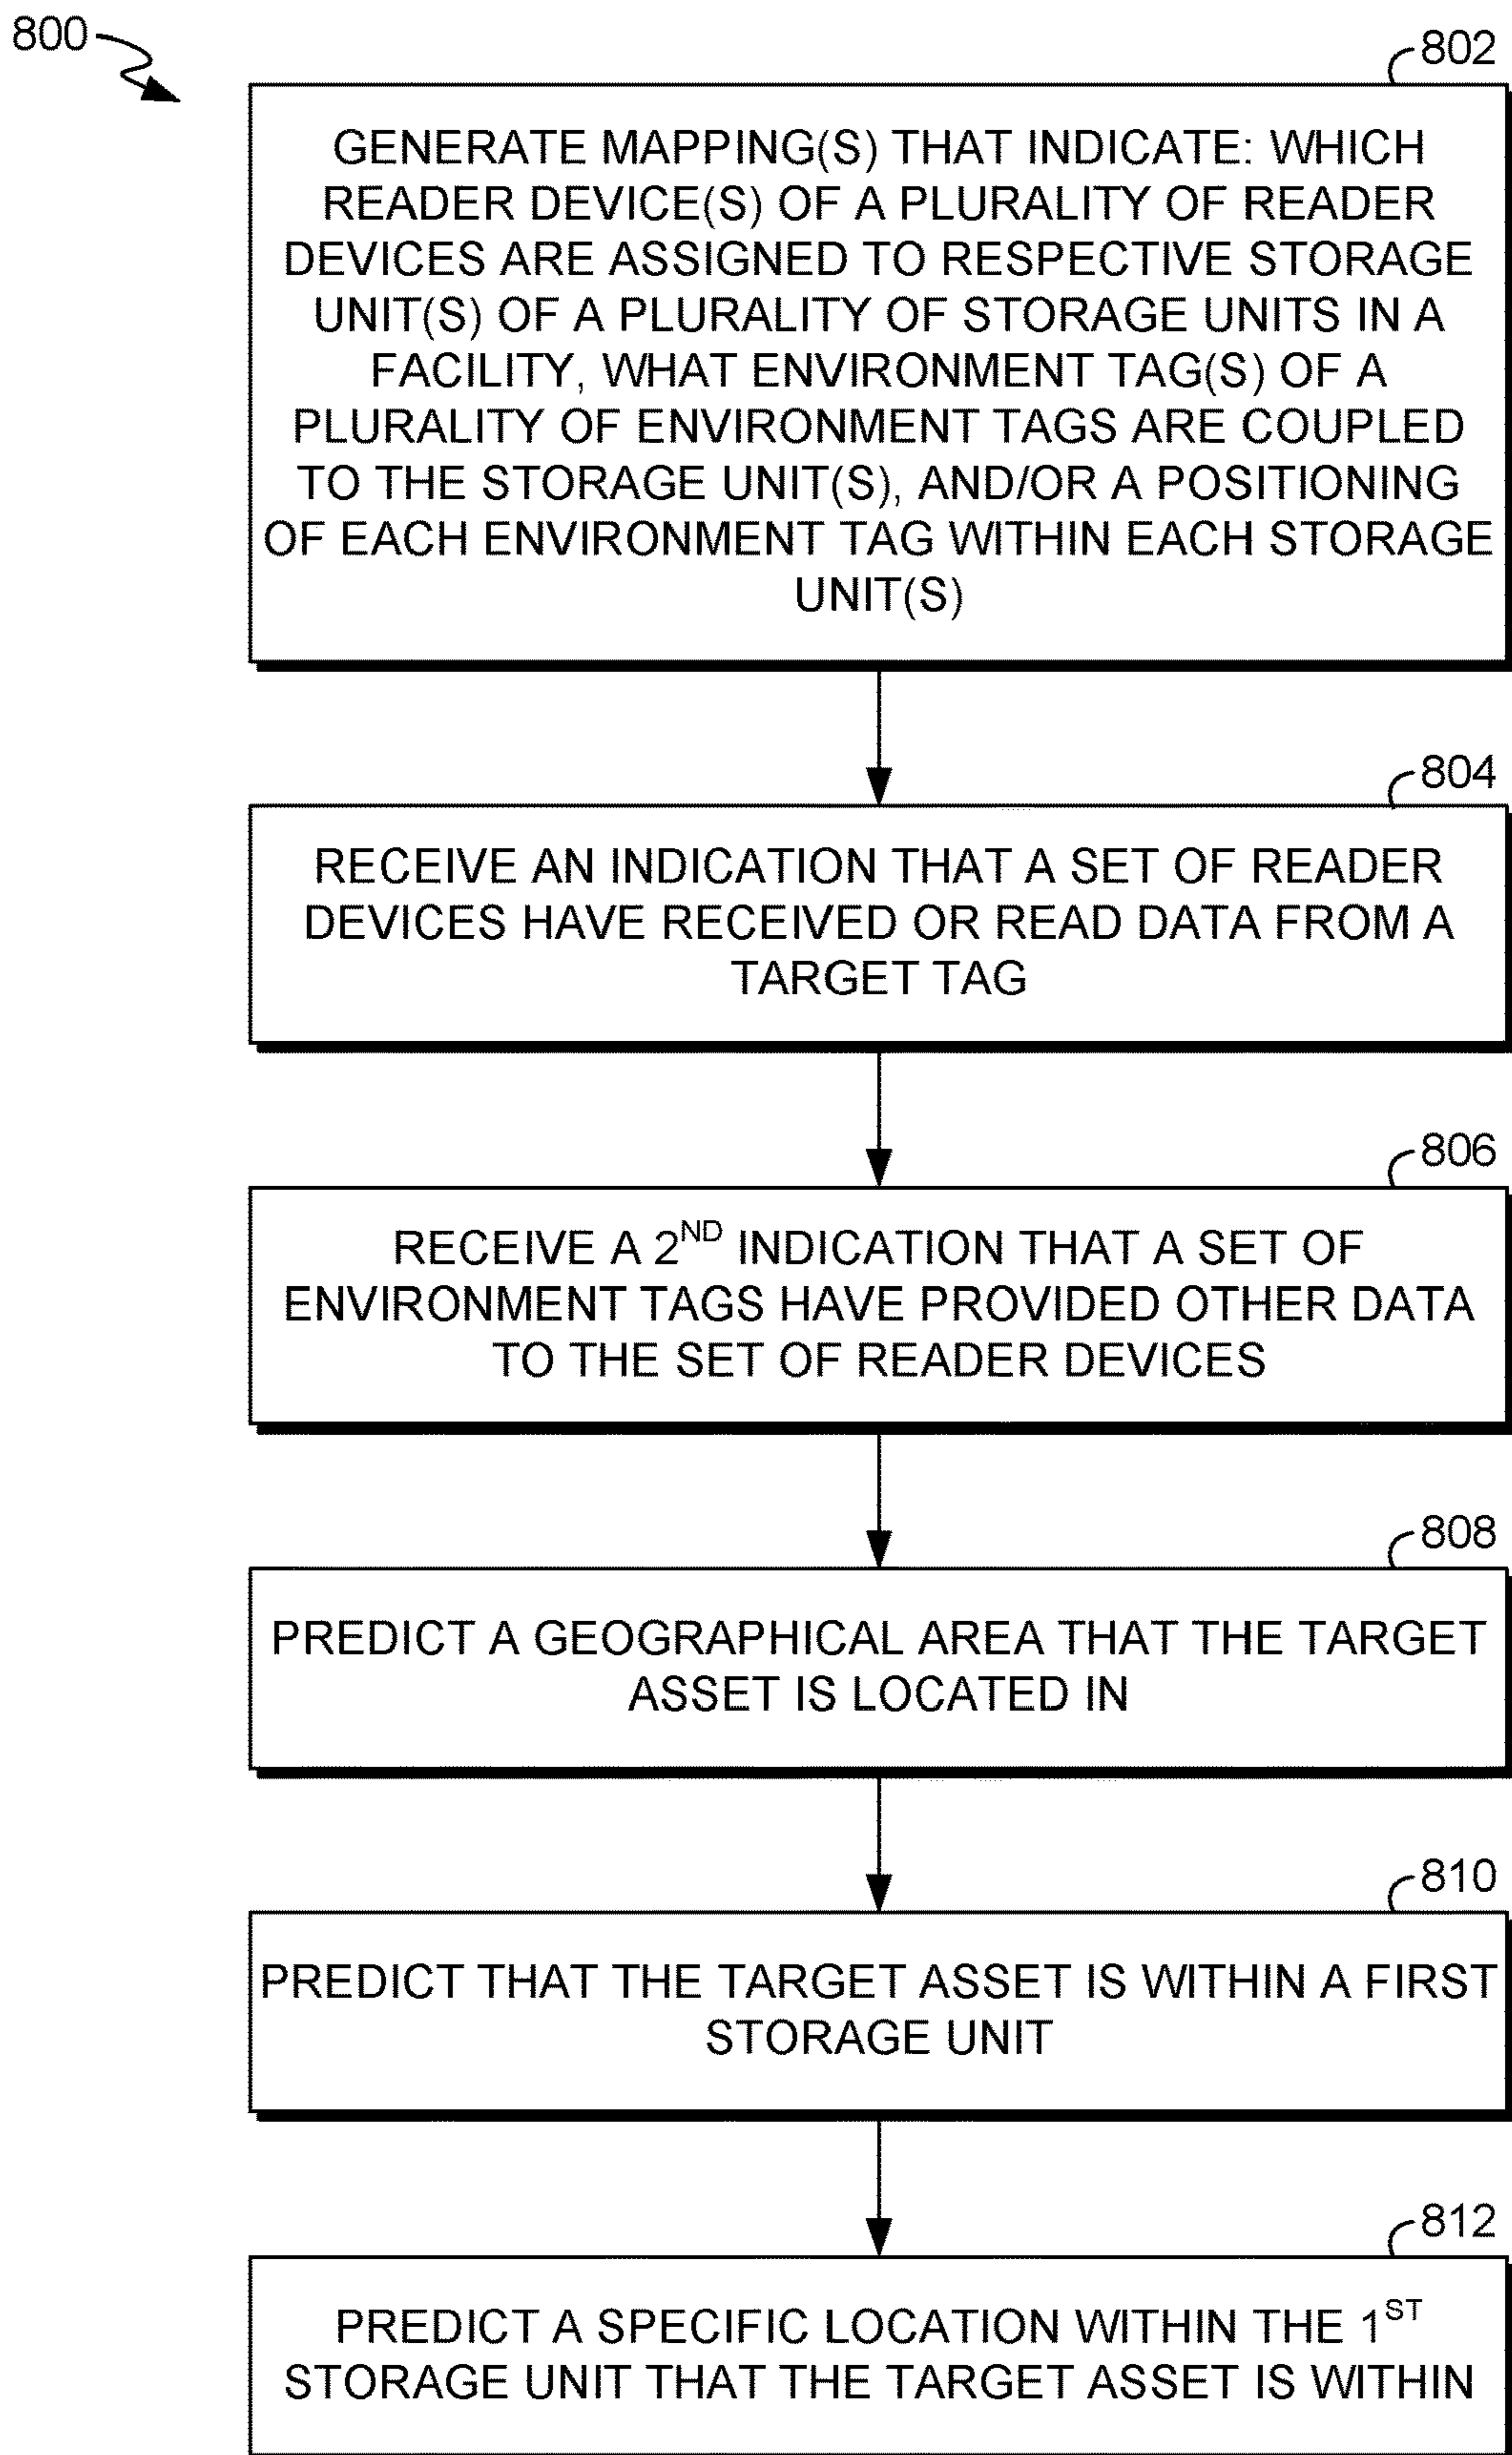 800
802
GENERATE MAPPING(S) THAT INDICATE: WHICH
READER DEVICE(S) OF A PLURALITY OF READER
DEVICES ARE ASSIGNED TO RESPECTIVE STORAGE
UNIT(S) OF A PLURALITY OF STORAGE UNITS IN A
FACILITY, WHAT ENVIRONMENT TAG(S) OF A
PLURALITY OF ENVIRONMENT TAGS ARE COUPLED
TO THE STORAGE UNIT(S), AND/OR A POSITIONING
OF EACH ENVIRONMENT TAG WITHIN EACH STORAGE
UNIT(S)
804
RECEIVE AN INDICATION THAT A SET OF READER
DEVICES HAVE RECEIVED OR READ DATA FROM A
TARGET TAG
806
RECEIVE A 2ND INDICATION THAT A SET OF
ENVIRONMENT TAGS HAVE PROVIDED OTHER DATA
TO THE SET OF READER DEVICES
808
PREDICT A GEOGRAPHICAL AREA THAT THE TARGET
ASSET IS LOCATED IN
810
PREDICT THAT THE TARGET ASSET IS WITHIN A FIRST
STORAGE UNIT
812
PREDICT A SPECIFIC LOCATION WITHIN THE 1ST
STORAGE UNIT THAT THE TARGET ASSET IS WITHIN